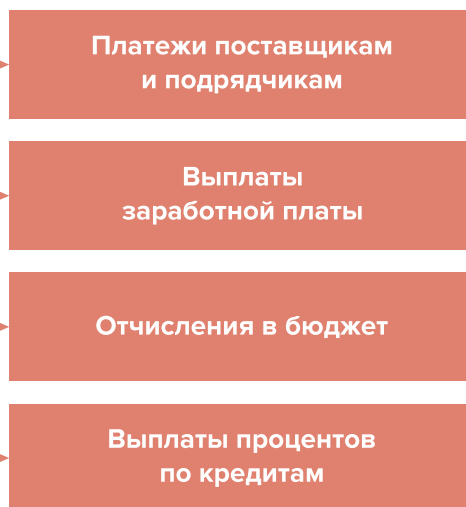 Платежи поставщикам
и подрядчикам
Выплаты
заработной платы
Отчисления в бюджет
Выплаты процентов
по кредитам